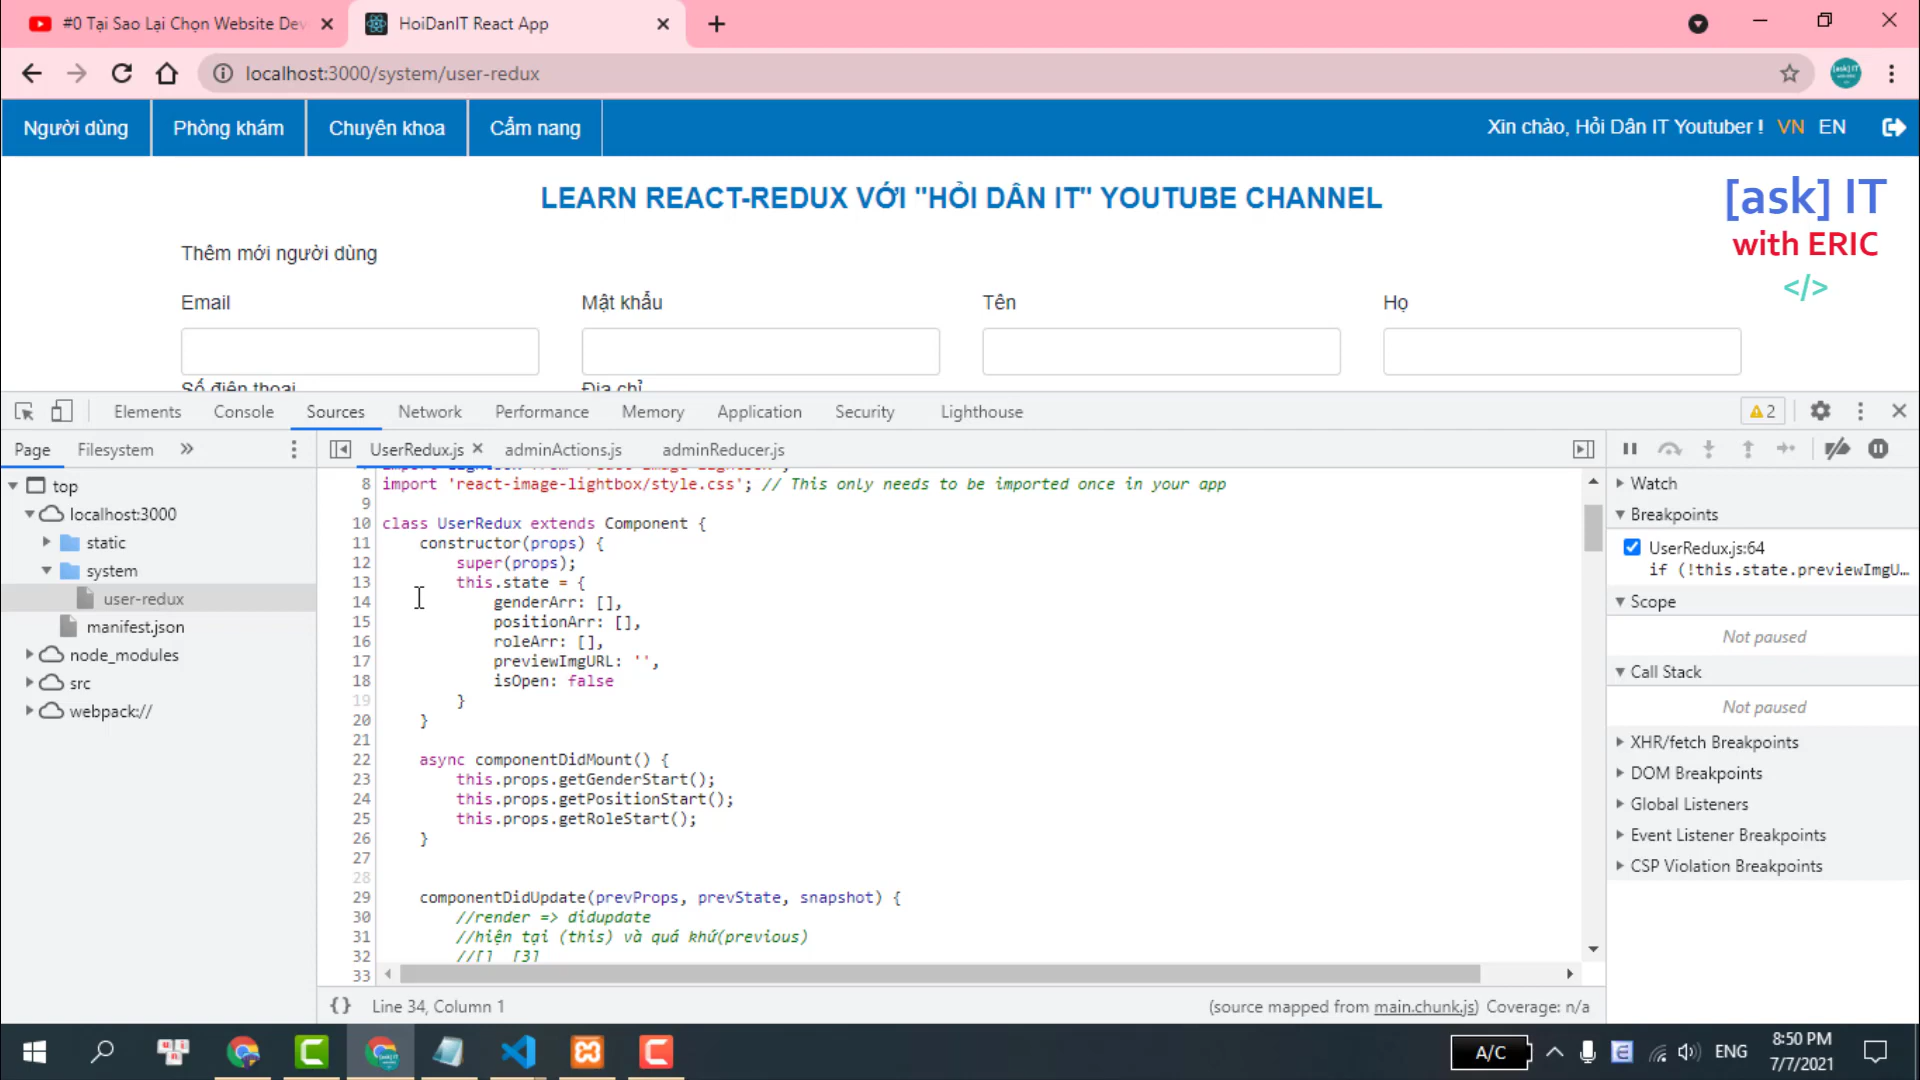 #0 Tại Sao Lại Chọn Website Dev
HoiDanIT React App
localhost:3000/system/user-redux
Người dùng
Phòng khám
Chuyên khoa
Cẩm nang
Xin chào, Hỏi Dân IT Youtuber ! VN EN
LEARN REACT-REDUX VỚI "HỎI DÂN IT" YOUTUBE CHANNEL
[ask] IT
with ERIC
</>
Thêm mới người dùng
Email
Mật khẩu
Tên
Họ
Số điện thoại
Địa chỉ
Elements
Console
Sources
Network
Performance
Memory
Application
Security
Lighthouse
2
Page
Filesystem
UserRedux.js
adminActions.js
adminReducer.js
top
localhost:3000
static
system
user-redux
manifest.json
node_modules
src
webpack://
8 import 'react-image-lightbox/style.css'; // This only needs to be imported once in your app
9
10 class UserRedux extends Component {
11 constructor(props) {
12 super(props);
13 this.state = {
14 genderArr: [],
15 positionArr: [],
16 roleArr: [],
17 previewImgURL: '',
18 isOpen: false
19 }
20 }
21
22 async componentDidMount() {
23 this.props.getGenderStart();
24 this.props.getPositionStart();
25 this.props.getRoleStart();
26 }
27
28
29 componentDidUpdate(prevProps, prevState, snapshot) {
30 //render => didupdate
31 //hiện tại (this) và quá khứ(previous)
32 //[] [3]
33
{} Line 34, Column 1
(source mapped from main.chunk.js) Coverage: n/a
Watch
Breakpoints
UserRedux.js:64
if (!this.state.previewImgU...
Scope
Not paused
Call Stack
Not paused
XHR/fetch Breakpoints
DOM Breakpoints
Global Listeners
Event Listener Breakpoints
CSP Violation Breakpoints
A/C
ENG
8:50 PM
7/7/2021